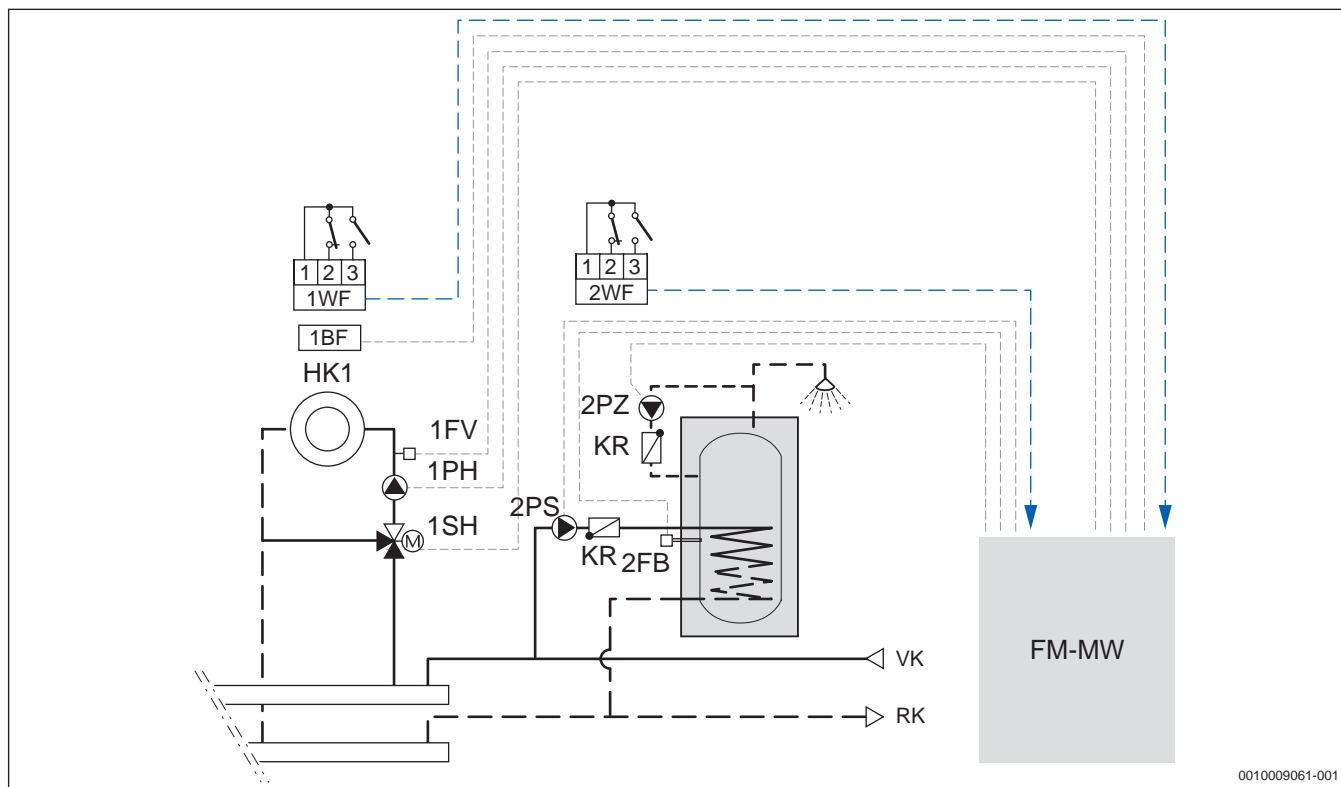 1 2 3
1WF
1 2 3
2WF
1BF
HK1
2PZ
1FV
KR
1PH
2PS
1SH
M
KR
2FB
VK
FM-MW
RK
0010009061-001